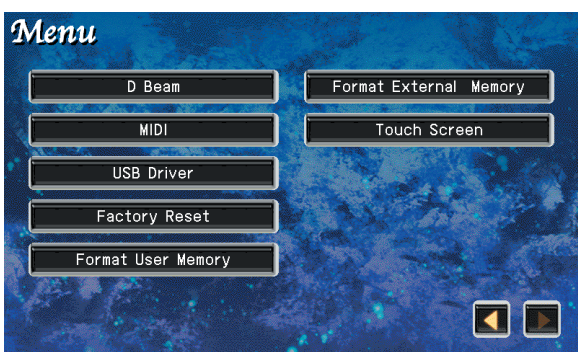 Menu
D Beam
MIDI
USB Driver
Factory Reset
Format User Memory
Format External Memory
Touch Screen